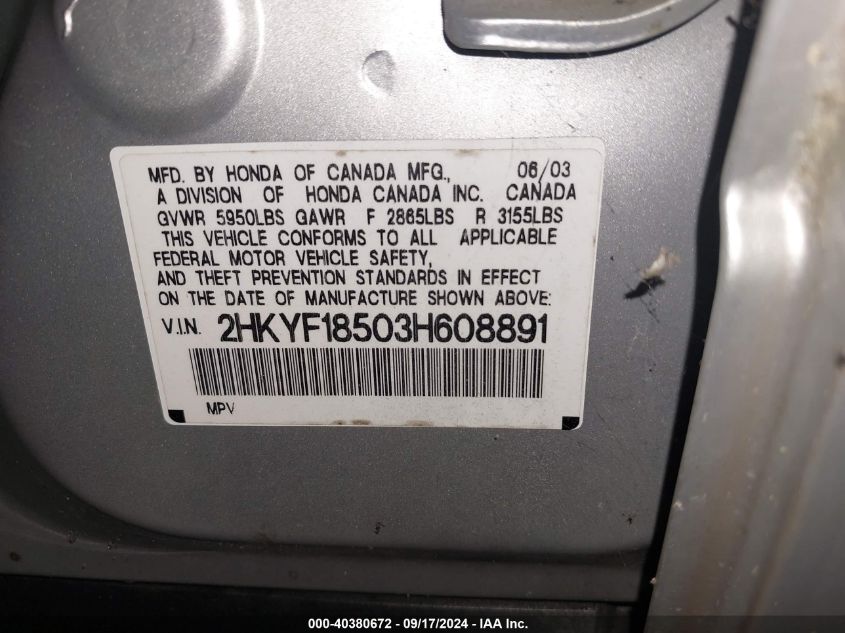 MFD. BY HONDA OF CANADA MFG., 06/03
A DIVISION OF HONDA CANADA INC. CANADA
GVWR 5950LBS GAWR F 2865LBS R 3155LBS
THIS VEHICLE CONFORMS TO ALL APPLICABLE
FEDERAL MOTOR VEHICLE SAFETY,
AND THEFT PREVENTION STANDARDS IN EFFECT
ON THE DATE OF MANUFACTURE SHOWN ABOVE:
V.I.N. 2HKYF18503H608891
MPV
000-40380672 - 09/17/2024 - IAA Inc.